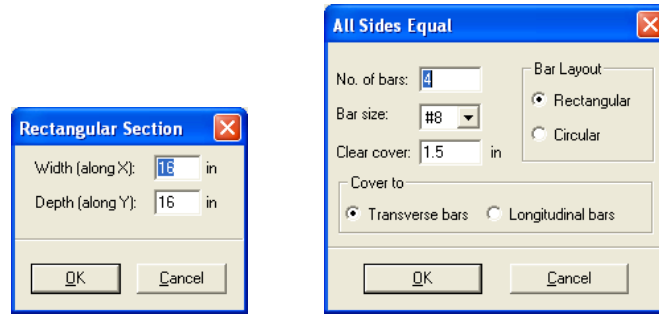 Rectangular Section
Width (along X): 16 in
Depth (along Y): 16 in
OK Cancel
All Sides Equal
No. of bars: 4
Bar size: #8
Clear cover: 1.5 in
Bar Layout
Rectangular
Circular
Cover to
Transverse bars Longitudinal bars
OK Cancel